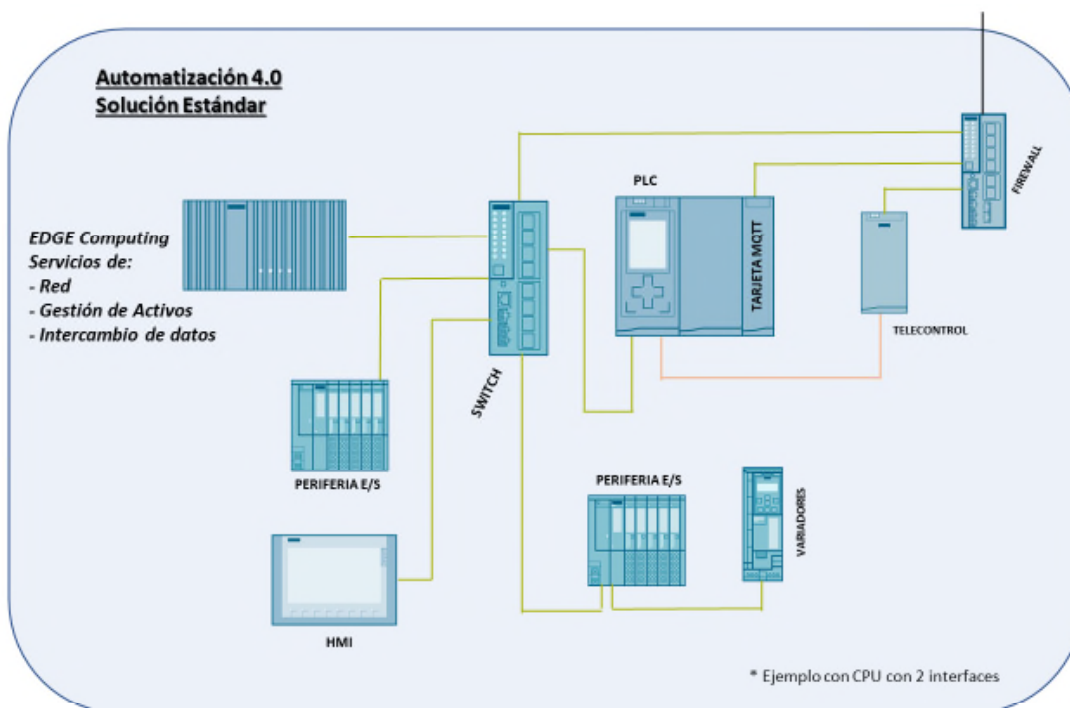 Automatización 4.0
Solución Estándar
EDGE Computing
Servicios de:
- Red
- Gestión de Activos
- Intercambio de datos
PLC
TARJETA MQTT
FIREWALL
TELECONTROL
SWITCH
PERIFERIA E/S
PERIFERIA E/S
VARIADORES
HMI
* Ejemplo con CPU con 2 interfaces